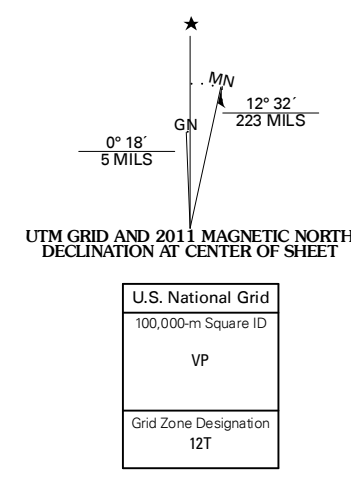 MN
GN
12° 32´
223 MILS
0° 18´
5 MILS
UTM GRID AND 2011 MAGNETIC NORTH
DECLINATION AT CENTER OF SHEET
U.S. National Grid
100,000-m Square ID
VP
Grid Zone Designation
12T